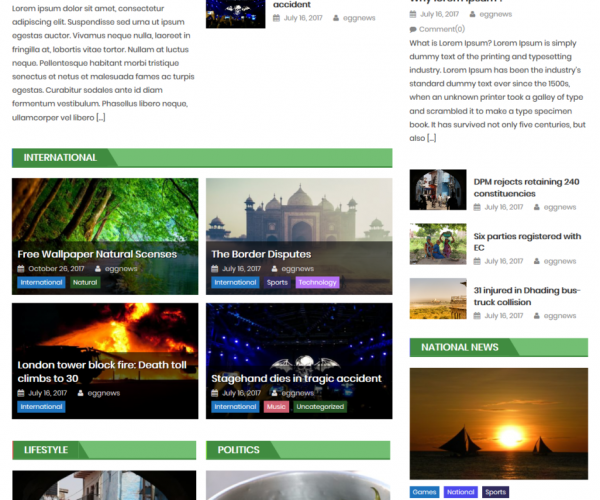 Lorem ipsum dolor sit amet, consectetur
adipiscing elit. Suspendisse sed urna ut ipsum
egestas auctor. Vivamus neque nulla, laoreet in
fringilla at, lobortis vitae tortor. Nullam at luctus
neque. Pellentesque habitant morbi tristique
senectus et netus et malesuada fames ac turpis
egestas. Curabitur sodales ante id diam
fermentum vestibulum. Phasellus libero neque,
ullamcorper vel libero [...]
accident
July 16, 2017 eggnews
INTERNATIONAL
Free Wallpaper Natural Scenses
October 26, 2017 eggnews
International Natural
The Border Disputes
July 16, 2017 eggnews
International Sports Technology
London tower block fire: Death toll
climbs to 30
July 16, 2017 eggnews
International
Stagehand dies in tragic accident
July 16, 2017 eggnews
International Music Uncategorized
LIFESTYLE
POLITICS
Why lorem ipsum?
July 16, 2017 eggnews
Comment(0)
What is Lorem Ipsum? Lorem Ipsum is simply
dummy text of the printing and typesetting
industry. Lorem Ipsum has been the industry's
standard dummy text ever since the 1500s,
when an unknown printer took a galley of type
and scrambled it to make a type specimen
book. It has survived not only five centuries, but
also [...]
DPM rejects retaining 240
constituencies
July 16, 2017 eggnews
Six parties registered with
EC
July 16, 2017 eggnews
31 injured in Dhading bus-
truck collision
July 16, 2017 eggnews
NATIONAL NEWS
Games National Sports